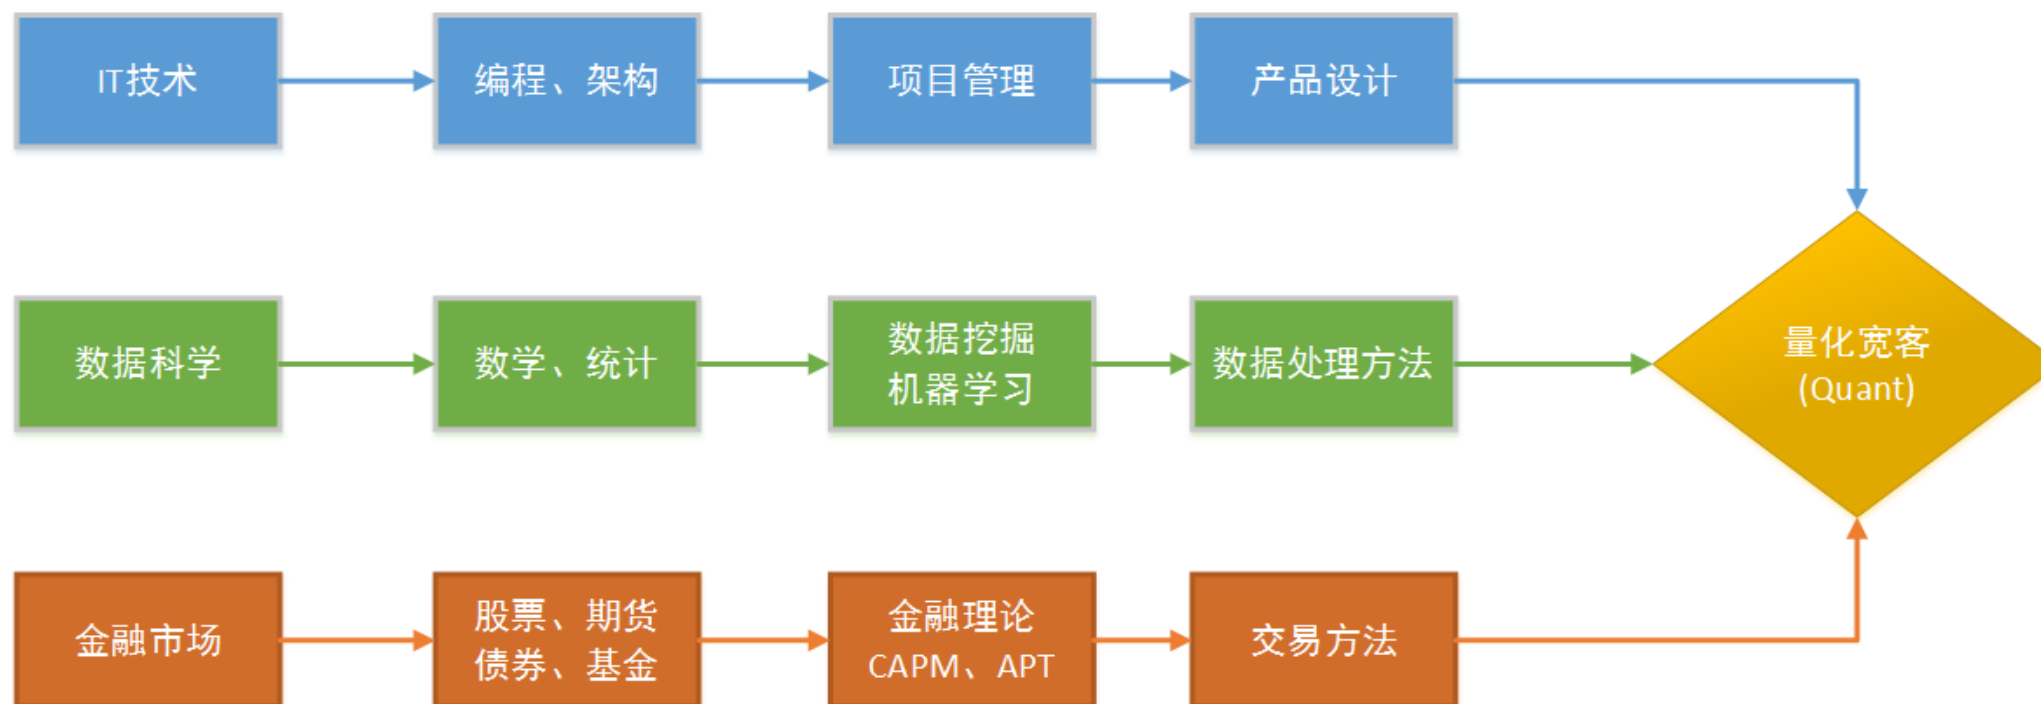 IT技术
编程、架构
项目管理
产品设计
数据科学
数学、统计
数据挖掘
机器学习
数据处理方法
量化宽客
(Quant)
金融市场
股票、期货
债券、基金
金融理论
CAPM、APT
交易方法